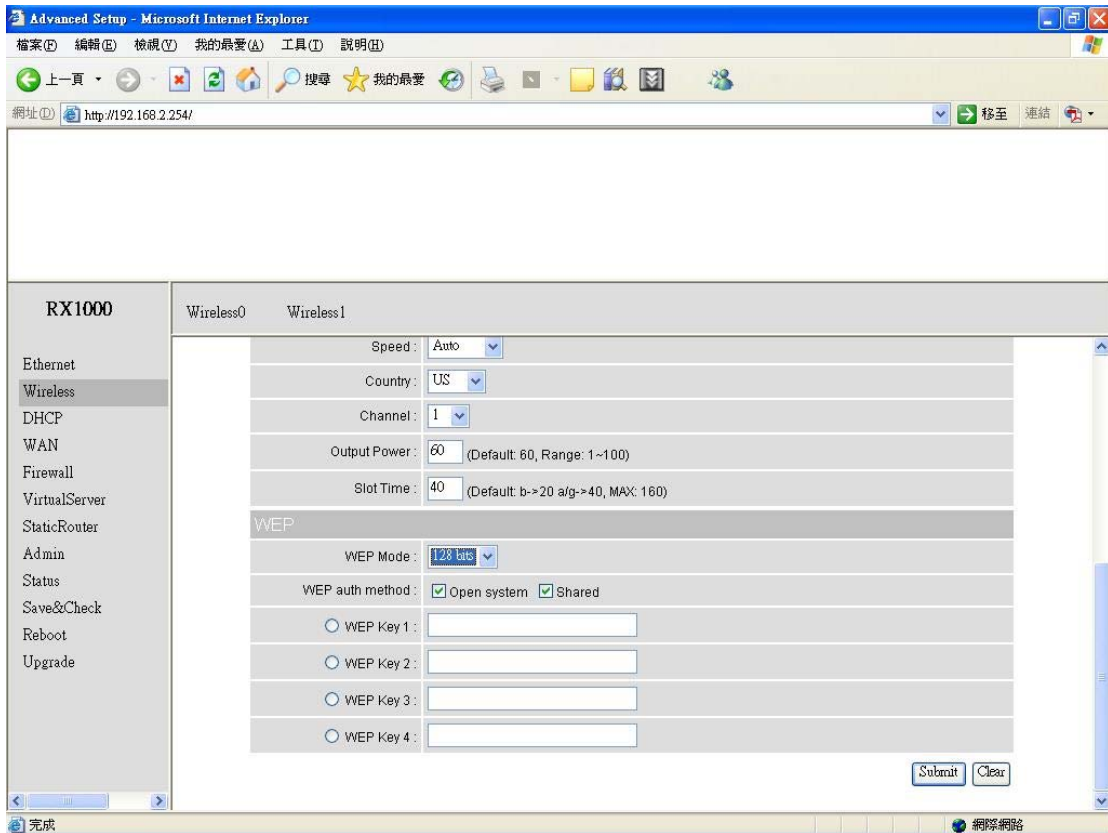 Advanced Setup - Microsoft Internet Explorer
檔案(F) 編輯(E) 檢視(V) 我的最愛(A) 工具(T) 說明(H)
上一頁 搜尋 我的最愛
網址(D) http://192.168.2.254/ 移至 連結
RX1000
Wireless0 Wireless1
Ethernet
Wireless
DHCP
WAN
Firewall
VirtualServer
StaticRouter
Admin
Status
Save&Check
Reboot
Upgrade
Speed : Auto
Country : US
Channel : 1
Output Power : 60 (Default: 60, Range: 1~100)
Slot Time : 40 (Default: b->20 a/g->40, MAX: 160)
WEP
WEP Mode : 128 bits
WEP auth method : Open system Shared
WEP Key 1 :
WEP Key 2 :
WEP Key 3 :
WEP Key 4 :
Submit Clear
完成 網際網路